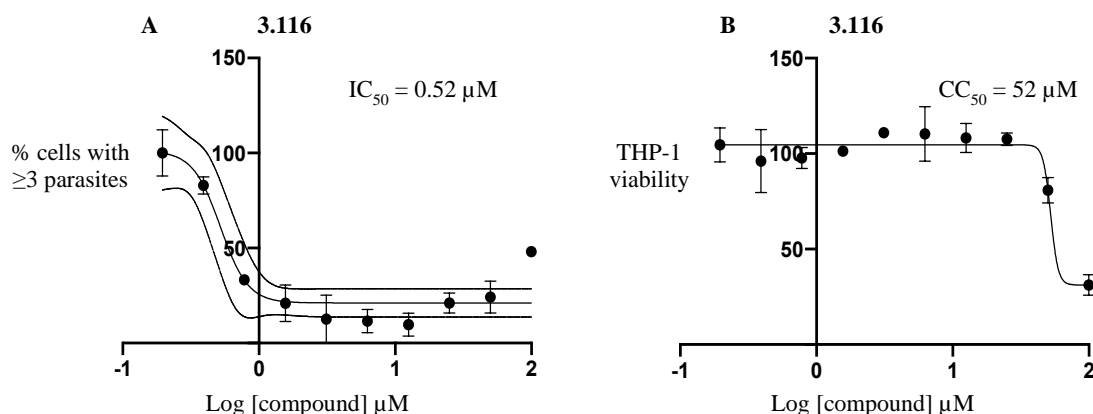 A 3.116
150
IC50 = 0.52 µM
100
% cells with
≥3 parasites
50
-1 0 1 2
Log [compound] µM
B 3.116
150
CC50 = 52 µM
100
THP-1
viability
50
-1 0 1 2
Log [compound] µM